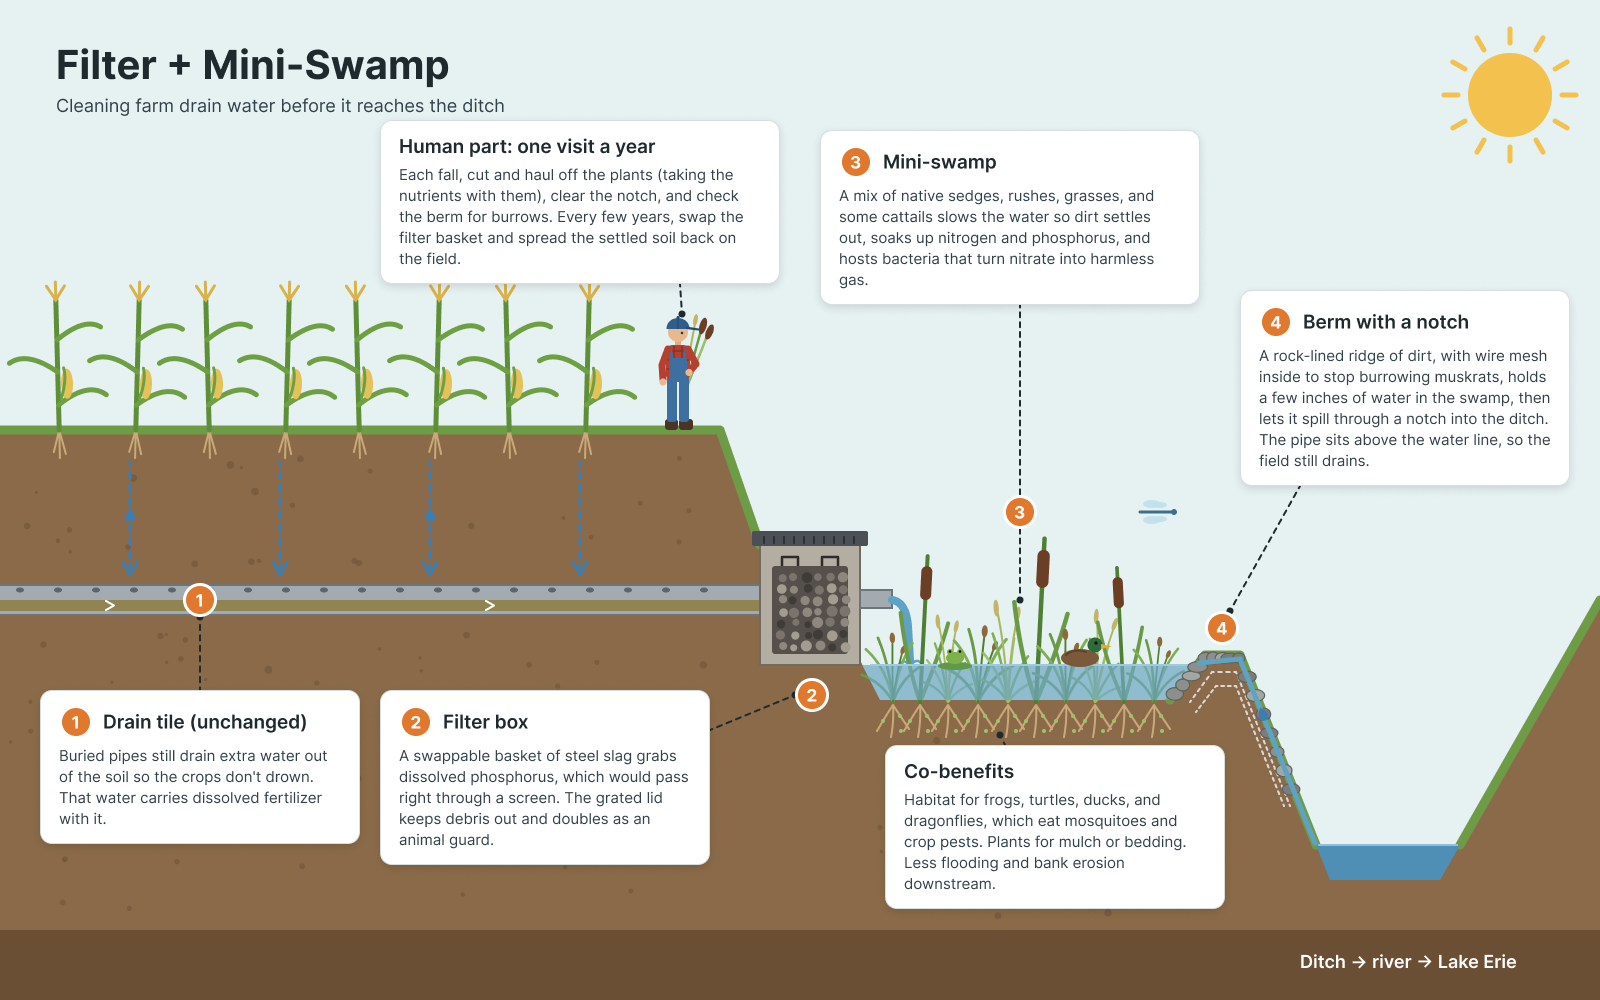 Filter + Mini-Swamp
Cleaning farm drain water before it reaches the ditch
Human part: one visit a year
Each fall, cut and haul off the plants (taking the
nutrients with them), clear the notch, and check
the berm for burrows. Every few years, swap the
filter basket and spread the settled soil back on
the field.
3 Mini-swamp
A mix of native sedges, rushes, grasses, and
some cattails slows the water so dirt settles
out, soaks up nitrogen and phosphorus, and
hosts bacteria that turn nitrate into harmless
gas.
4 Berm with a notch
A rock-lined ridge of dirt, with wire mesh
inside to stop burrowing muskrats, holds
a few inches of water in the swamp, then
lets it spill through a notch into the ditch.
The pipe sits above the water line, so the
field still drains.
3
1
4
2
1 Drain tile (unchanged)
Buried pipes still drain extra water out
of the soil so the crops don't drown.
That water carries dissolved fertilizer
with it.
2 Filter box
A swappable basket of steel slag grabs
dissolved phosphorus, which would pass
right through a screen. The grated lid
keeps debris out and doubles as an
animal guard.
Co-benefits
Habitat for frogs, turtles, ducks, and
dragonflies, which eat mosquitoes and
crop pests. Plants for mulch or bedding.
Less flooding and bank erosion
downstream.
Ditch → river → Lake Erie